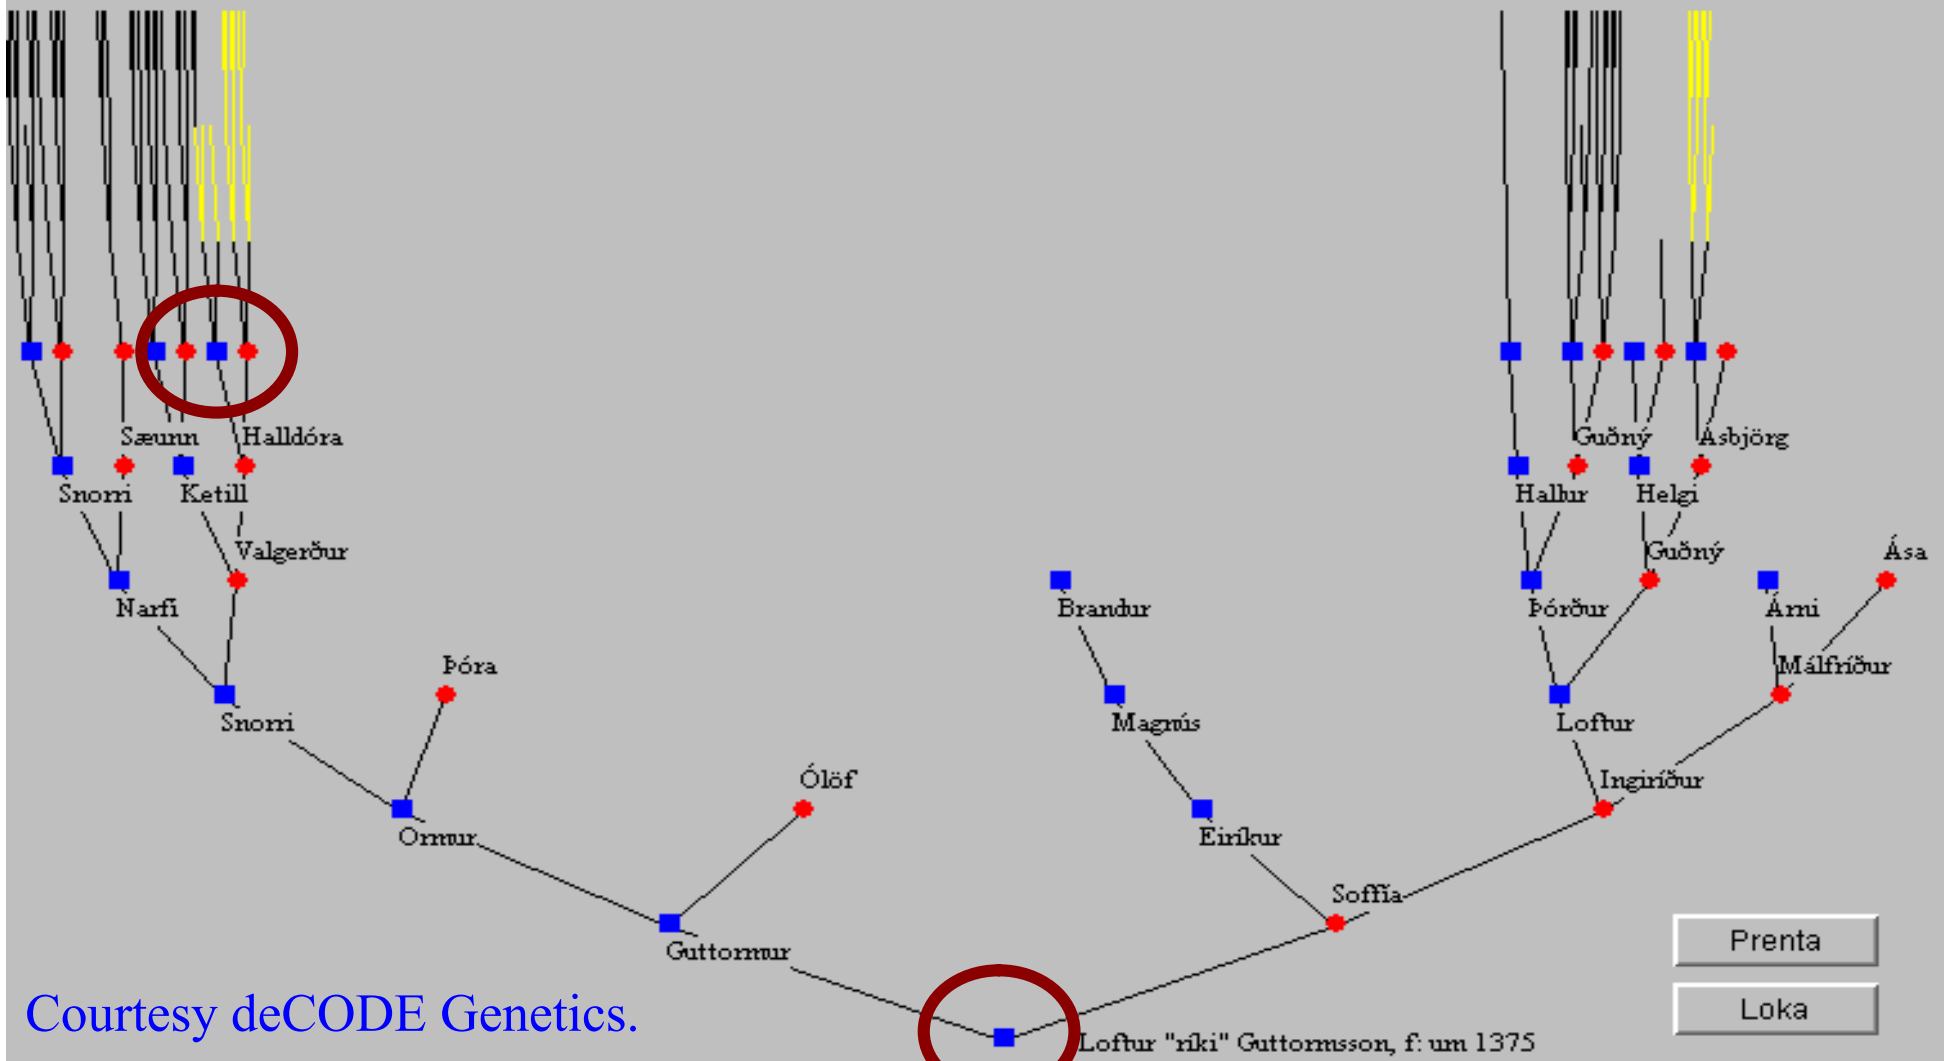 Sæunn
Halldóra
Guðný
Ásbjörg
Snorri
Ketill
Hallur
Helgi
Valgerður
Guðný
Ása
Narfi
Brandur
Þórður
Árni
Þóra
Málfríður
Snorri
Magnús
Loftur
Ólöf
Ingiríður
Ormur
Eiríkur
Soffía
Guttormur
Prenta
Courtesy deCODE Genetics.
Loka
Loftur "ríki" Guttormsson, f: um 1375